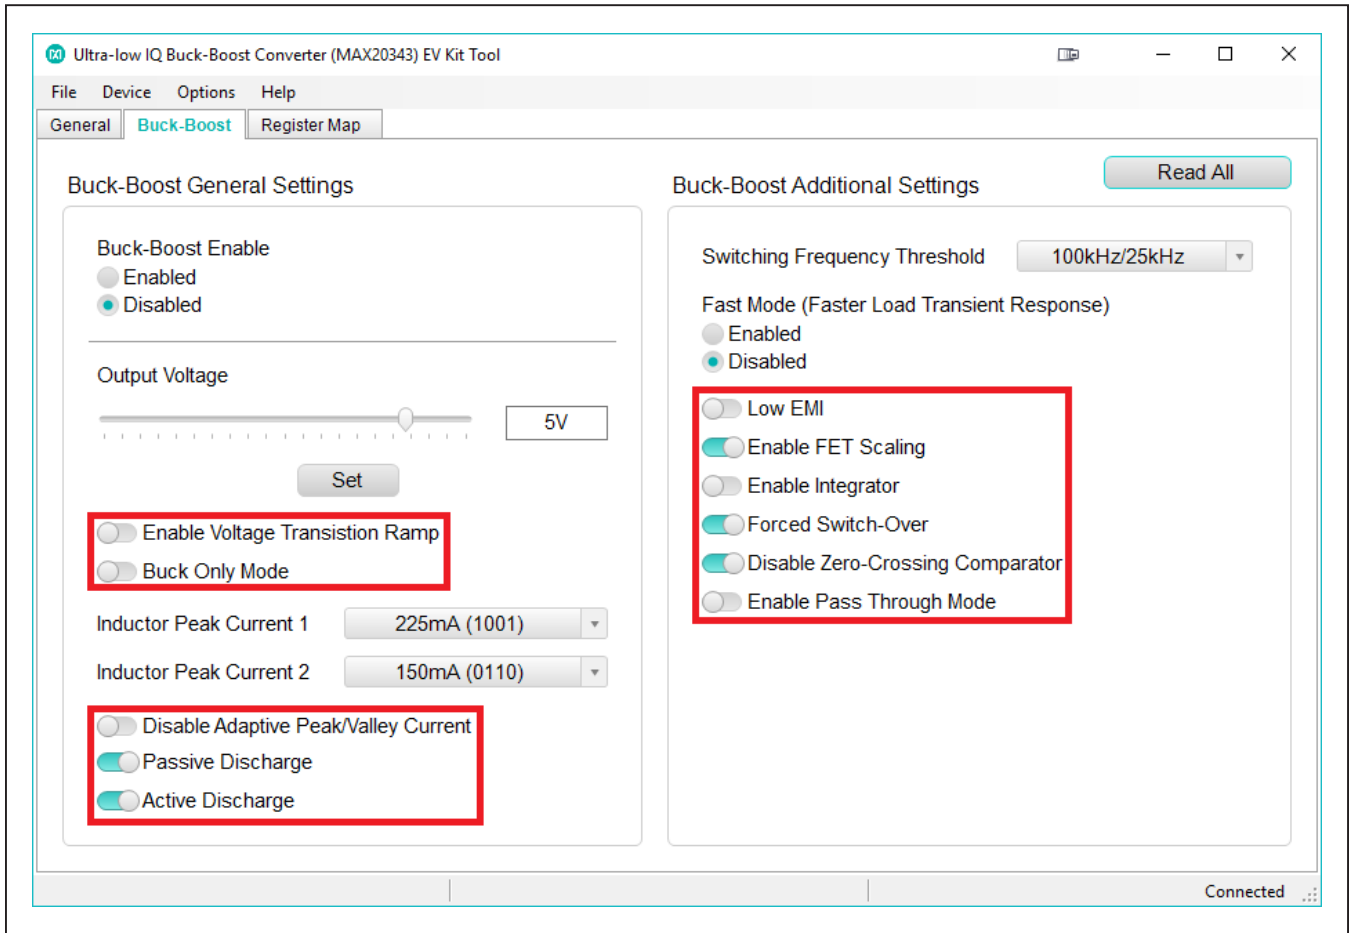 Ultra-low IQ Buck-Boost Converter (MAX20343) EV Kit Tool
File Device Options Help
General Buck-Boost Register Map
Read All
Buck-Boost General Settings
Buck-Boost Enable
Enabled
Disabled
Output Voltage
5V
Set
Enable Voltage Transistion Ramp
Buck Only Mode
Inductor Peak Current 1 225mA (1001)
Inductor Peak Current 2 150mA (0110)
Disable Adaptive Peak/Valley Current
Passive Discharge
Active Discharge
Buck-Boost Additional Settings
Switching Frequency Threshold 100kHz/25kHz
Fast Mode (Faster Load Transient Response)
Enabled
Disabled
Low EMI
Enable FET Scaling
Enable Integrator
Forced Switch-Over
Disable Zero-Crossing Comparator
Enable Pass Through Mode
Connected